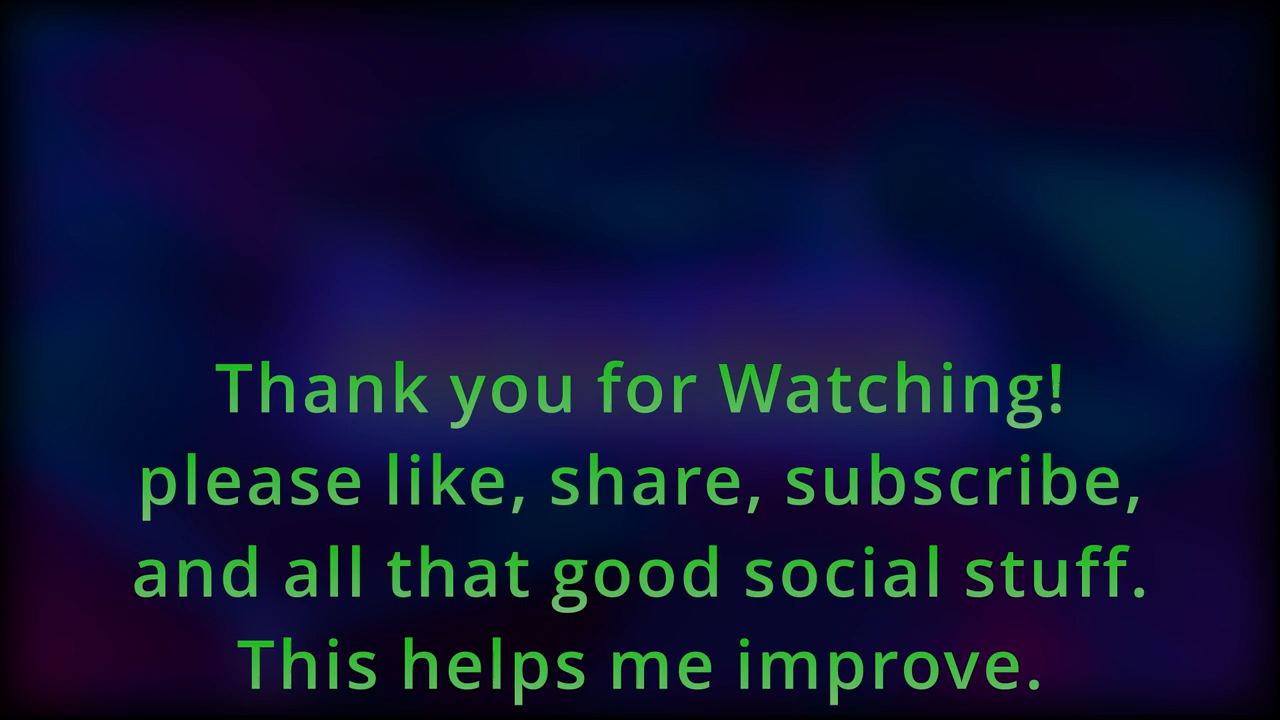 Thank you for Watching!
please like, share, subscribe,
and all that good social stuff.
This helps me improve.